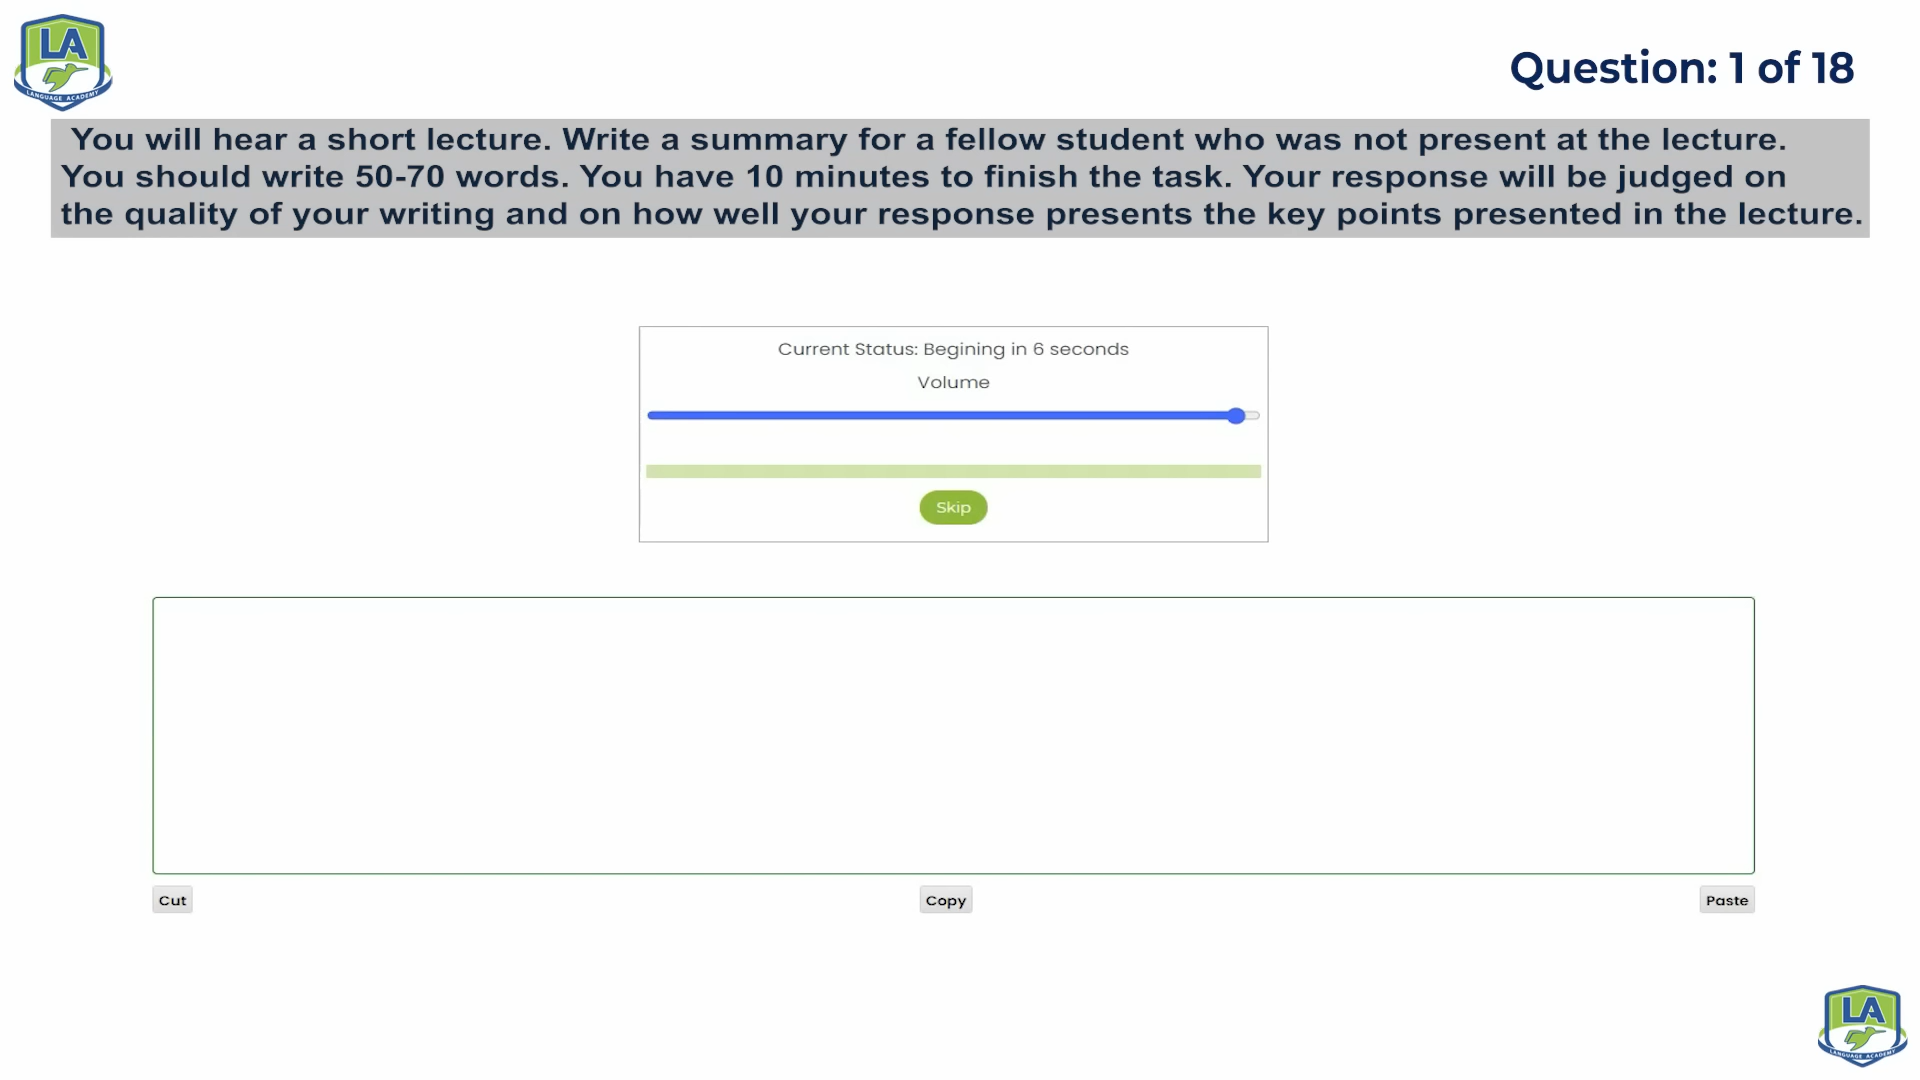 LA
LANGUAGE ACADEMY
Question: 1 of 18
You will hear a short lecture. Write a summary for a fellow student who was not present at the lecture.
You should write 50-70 words. You have 10 minutes to finish the task. Your response will be judged on
the quality of your writing and on how well your response presents the key points presented in the lecture.
Current Status: Begining in 6 seconds
Volume
Skip
Cut
Copy
Paste
LA
LANGUAGE ACADEMY